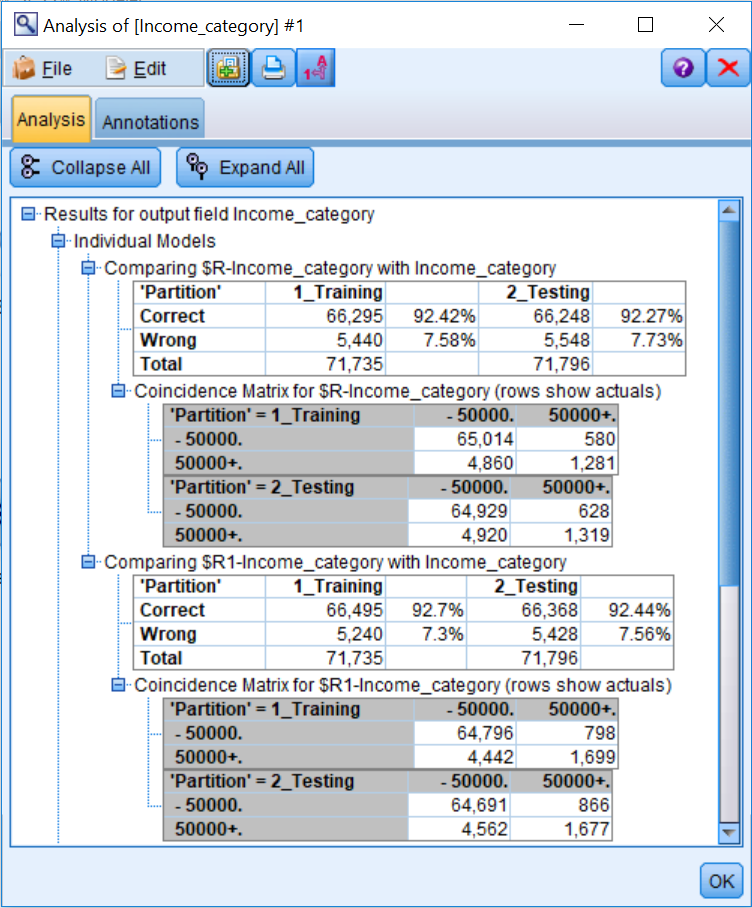 Analysis of [Income_category] #1
File Edit
Analysis Annotations
Collapse All Expand All
Results for output field Income_category
Individual Models
Comparing $R-Income_category with Income_category
'Partition' 1_Training 2_Testing
Correct 66,295 92.42% 66,248 92.27%
Wrong 5,440 7.58% 5,548 7.73%
Total 71,735 71,796
Coincidence Matrix for $R-Income_category (rows show actuals)
'Partition' = 1_Training - 50000. 50000+.
- 50000. 65,014 580
50000+. 4,860 1,281
'Partition' = 2_Testing - 50000. 50000+.
- 50000. 64,929 628
50000+. 4,920 1,319
Comparing $R1-Income_category with Income_category
'Partition' 1_Training 2_Testing
Correct 66,495 92.7% 66,368 92.44%
Wrong 5,240 7.3% 5,428 7.56%
Total 71,735 71,796
Coincidence Matrix for $R1-Income_category (rows show actuals)
'Partition' = 1_Training - 50000. 50000+.
- 50000. 64,796 798
50000+. 4,442 1,699
'Partition' = 2_Testing - 50000. 50000+.
- 50000. 64,691 866
50000+. 4,562 1,677
OK